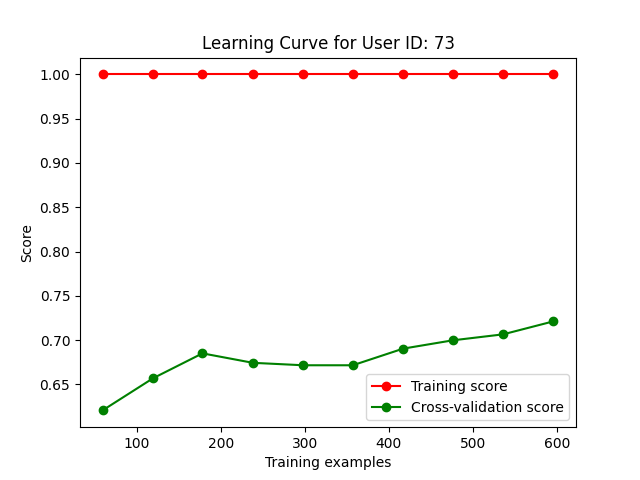 Learning Curve for User ID: 73
1.00
0.95
0.90
0.85
0.80
0.75
0.70
0.65
Score
100 200 300 400 500 600
Training examples
Training score
Cross-validation score